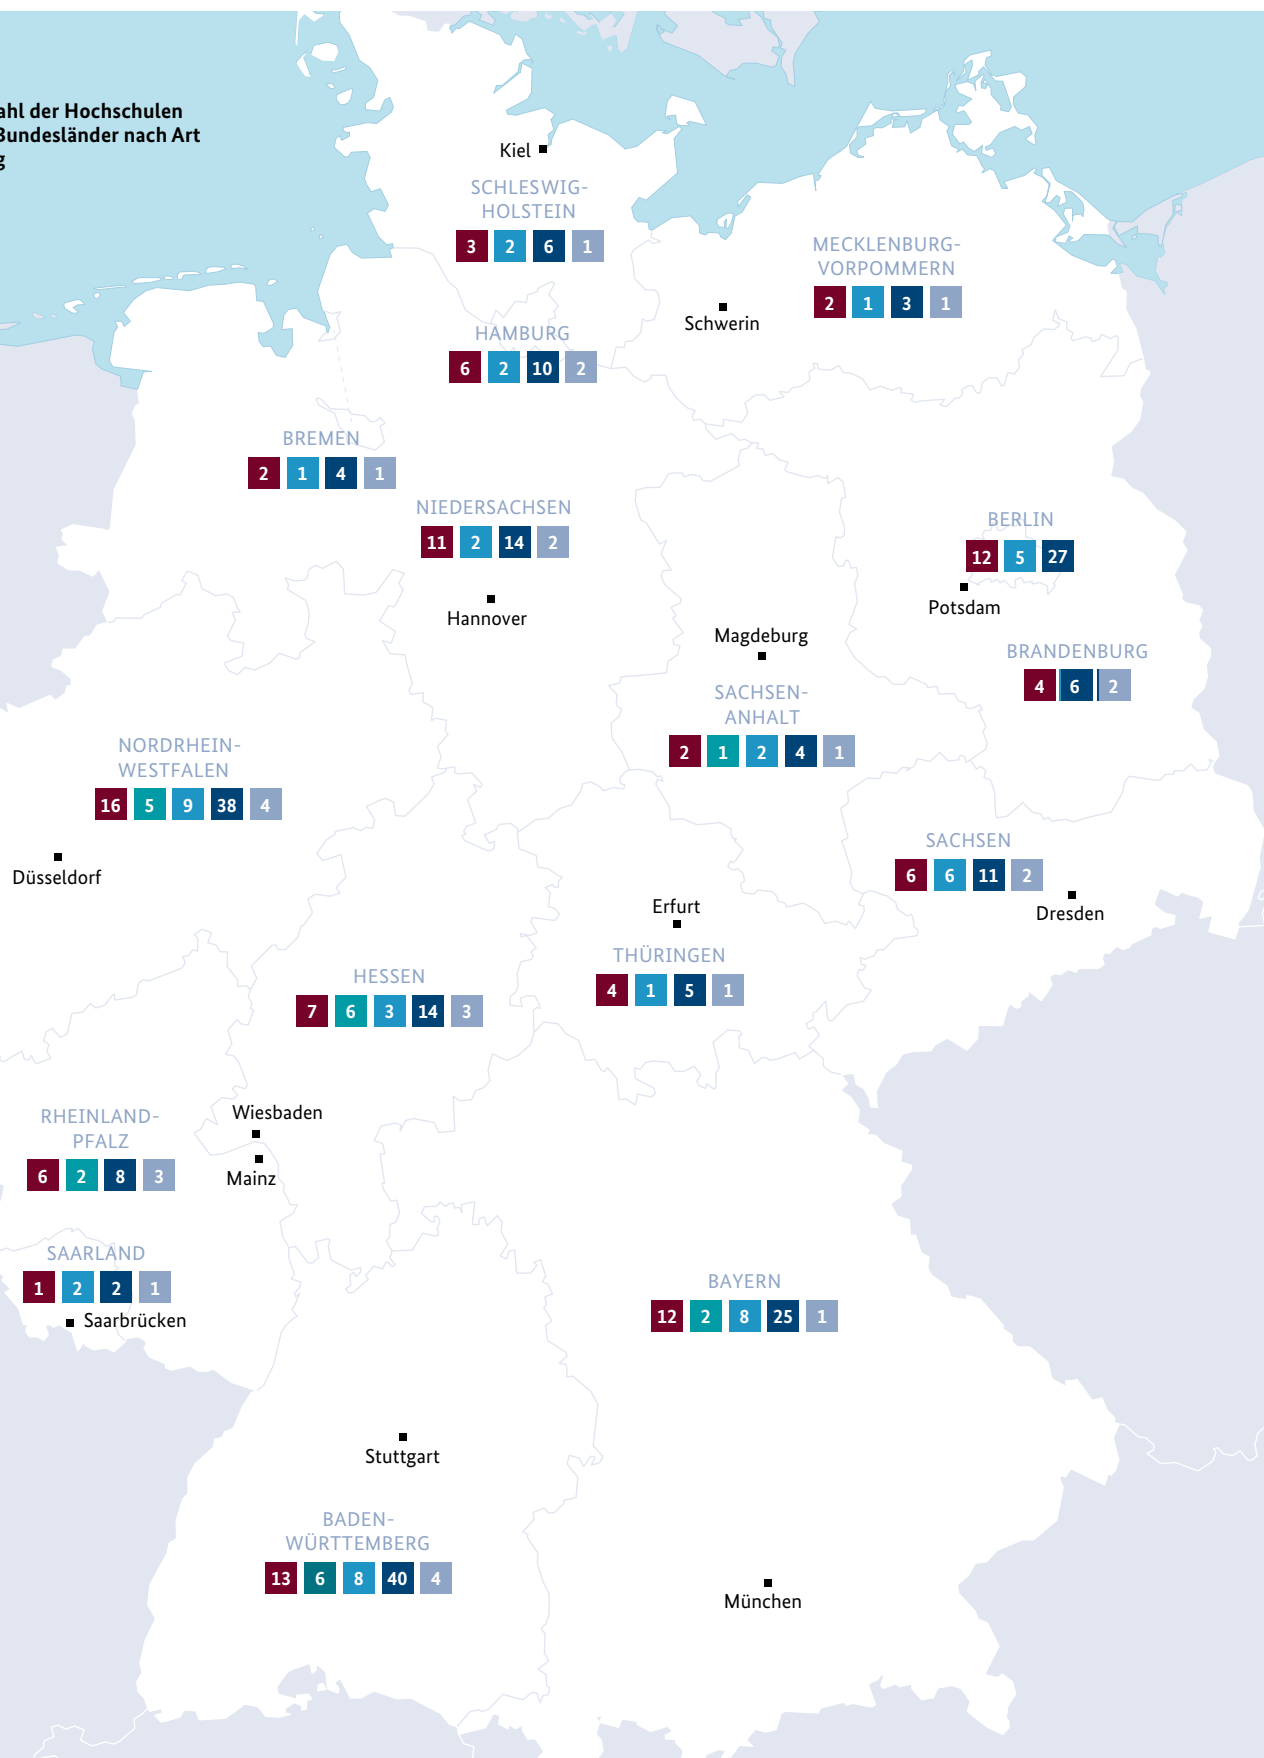 ahl der Hochschulen
Bundesländer nach Art
g
Kiel
SCHLESWIG-
HOLSTEIN
3 2 6 1
MECKLENBURG-
VORPOMMERN
2 1 3 1
Schwerin
HAMBURG
6 2 10 2
BREMEN
2 1 4 1
NIEDERSACHSEN
11 2 14 2
Hannover
BERLIN
12 5 27
Potsdam
Magdeburg
BRANDENBURG
4 6 2
SACHSEN-
ANHALT
2 1 2 4 1
NORDRHEIN-
WESTFALEN
16 5 9 38 4
Düsseldorf
SACHSEN
6 6 11 2
Dresden
Erfurt
THÜRINGEN
4 1 5 1
HESSEN
7 6 3 14 3
Wiesbaden
Mainz
RHEINLAND-
PFALZ
6 2 8 3
SAARLAND
1 2 2 1
Saarbrücken
BAYERN
12 2 8 25 1
Stuttgart
BADEN-
WÜRTTEMBERG
13 6 8 40 4
München